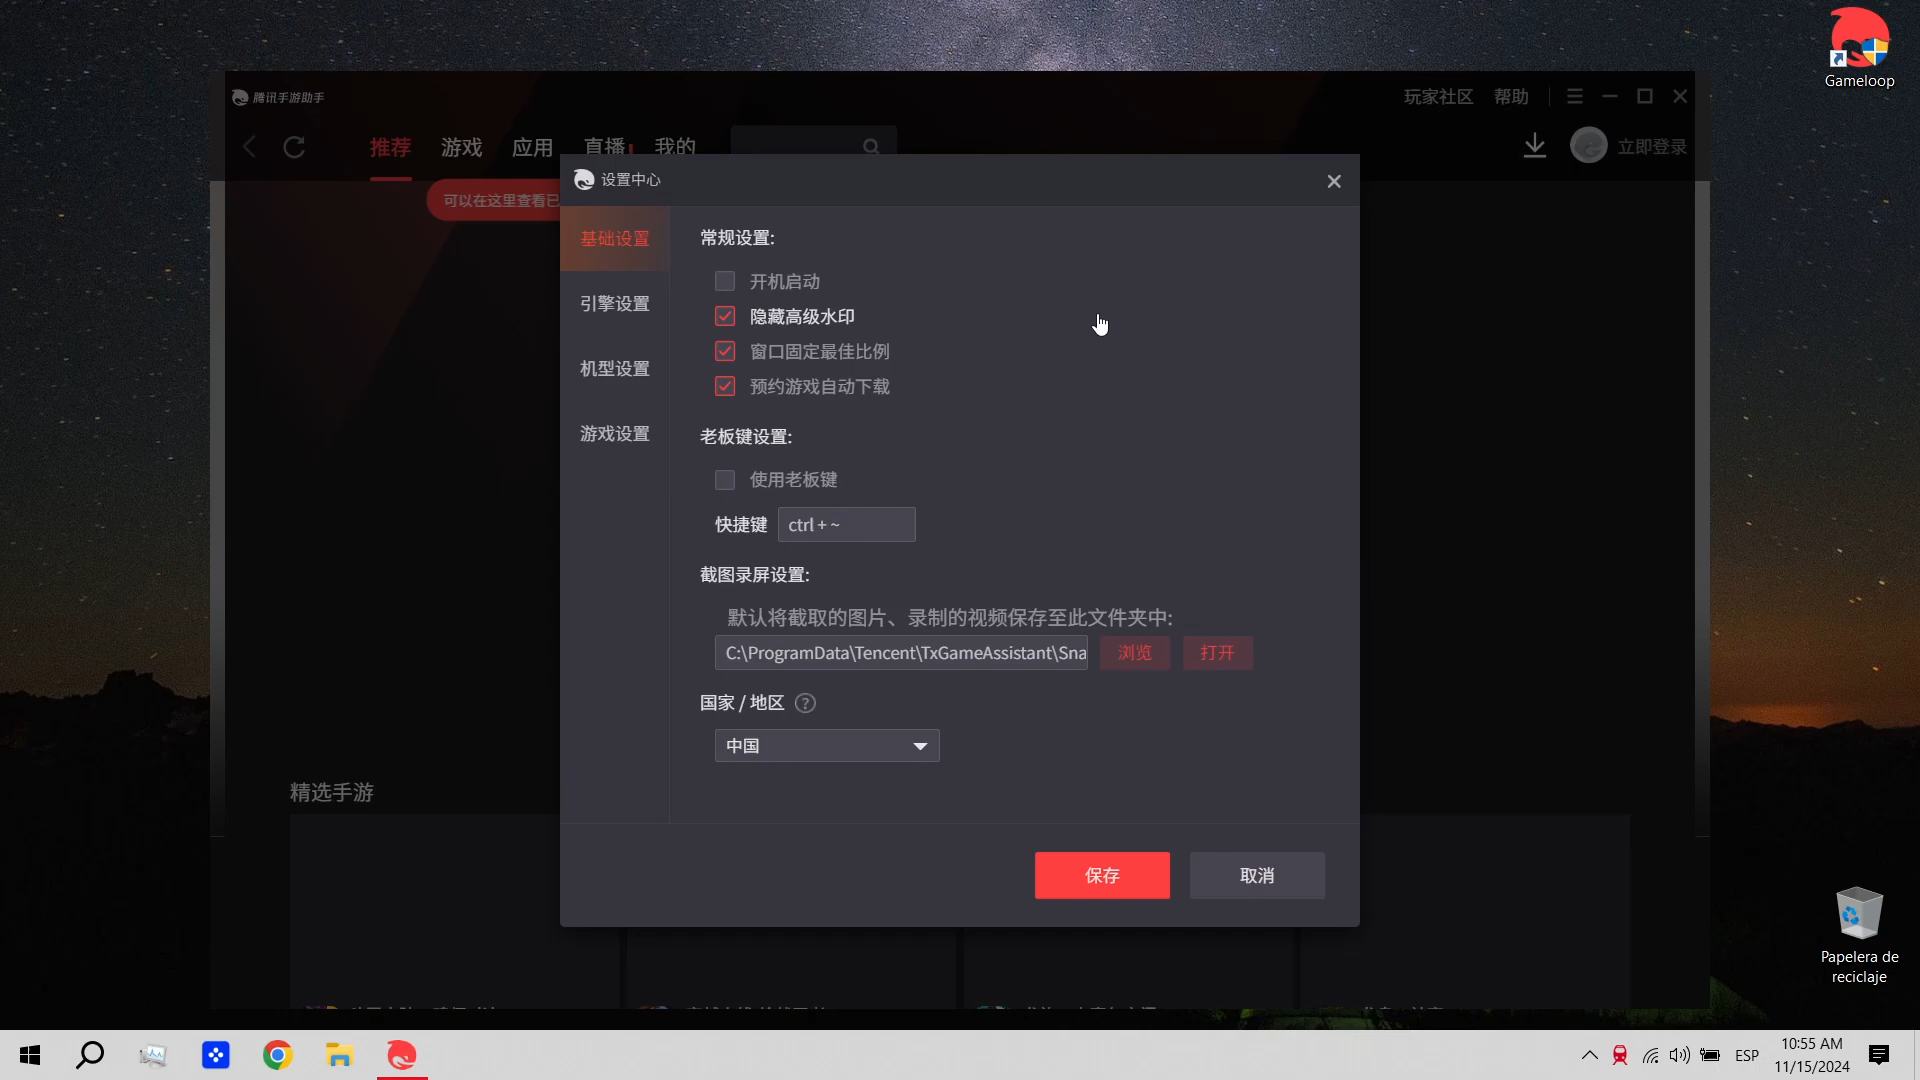 Gameloop
腾讯手游助手
玩家社区 帮助
推荐 游戏 应用 直播 我的
立即登录
可以在这里查看已
设置中心
基础设置
引擎设置
机型设置
游戏设置
常规设置:
开机启动
隐藏高级水印
窗口固定最佳比例
预约游戏自动下载
老板键设置:
使用老板键
快捷键 ctrl + ~
截图录屏设置:
默认将截取的图片、录制的视频保存至此文件夹中:
C:\ProgramData\Tencent\TxGameAssistant\Sna 浏览 打开
国家 / 地区 ?
中国
保存 取消
精选手游
Papelera de
reciclaje
ESP
10:55 AM
11/15/2024